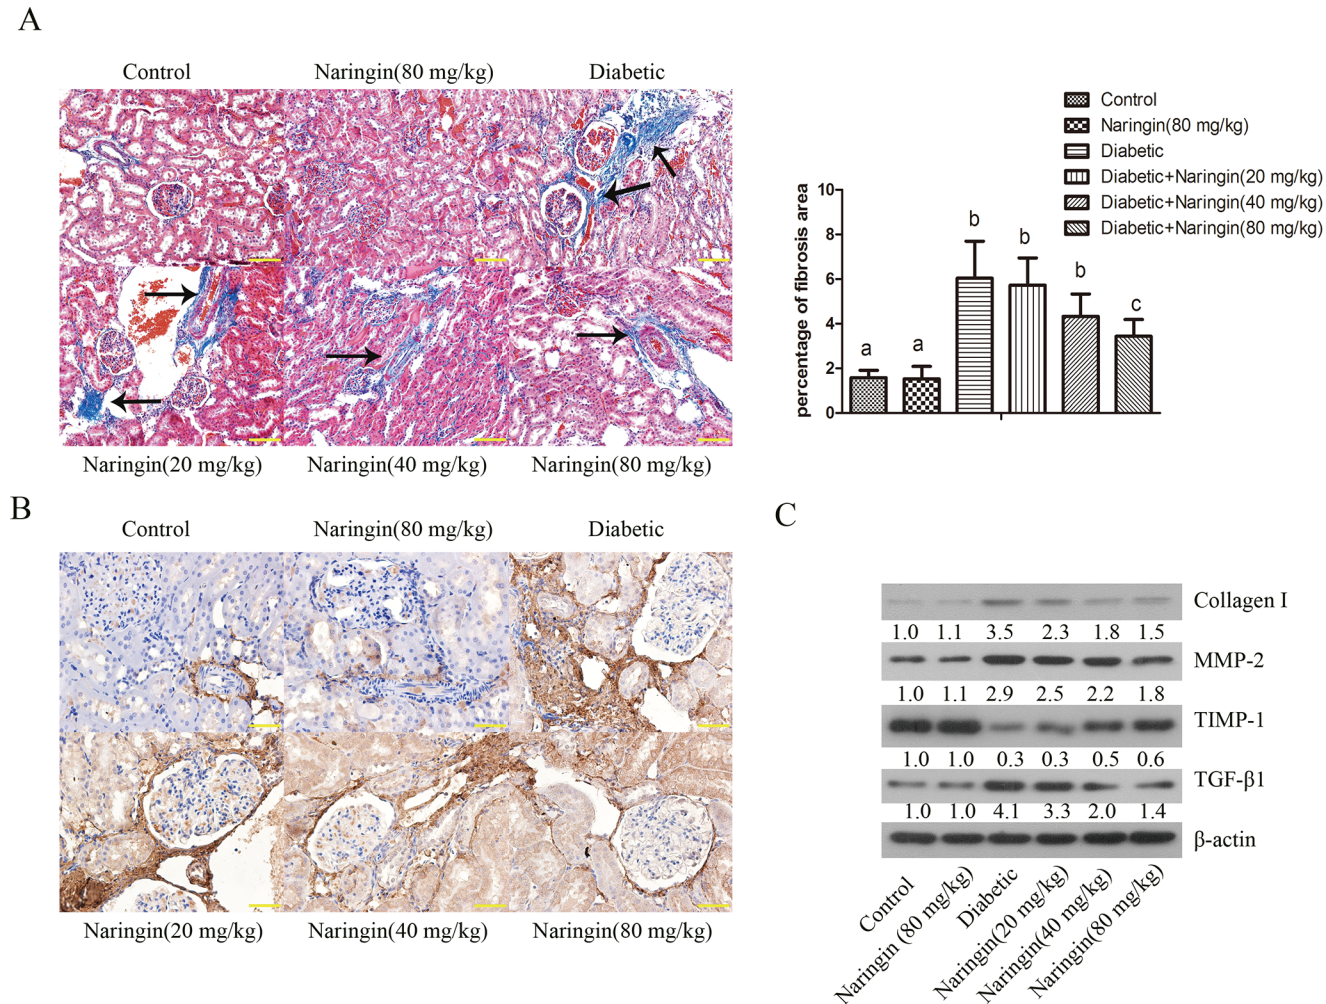 A
Control
Naringin(80 mg/kg)
Diabetic
Naringin(20 mg/kg)
Naringin(40 mg/kg)
Naringin(80 mg/kg)
Control
Naringin(80 mg/kg)
Diabetic
Diabetic+Naringin(20 mg/kg)
Diabetic+Naringin(40 mg/kg)
Diabetic+Naringin(80 mg/kg)
percentage of fibrosis area
10
8
6
4
2
0
a
a
b
b
b
c
B
Control
Naringin(80 mg/kg)
Diabetic
Naringin(20 mg/kg)
Naringin(40 mg/kg)
Naringin(80 mg/kg)
C
Collagen I
1.0 1.1 3.5 2.3 1.8 1.5
MMP-2
1.0 1.1 2.9 2.5 2.2 1.8
TIMP-1
1.0 1.0 0.3 0.3 0.5 0.6
TGF-β1
1.0 1.0 4.1 3.3 2.0 1.4
β-actin
Control
Naringin (80 mg/kg)
Diabetic
Naringin(20 mg/kg)
Naringin(40 mg/kg)
Naringin(80 mg/kg)